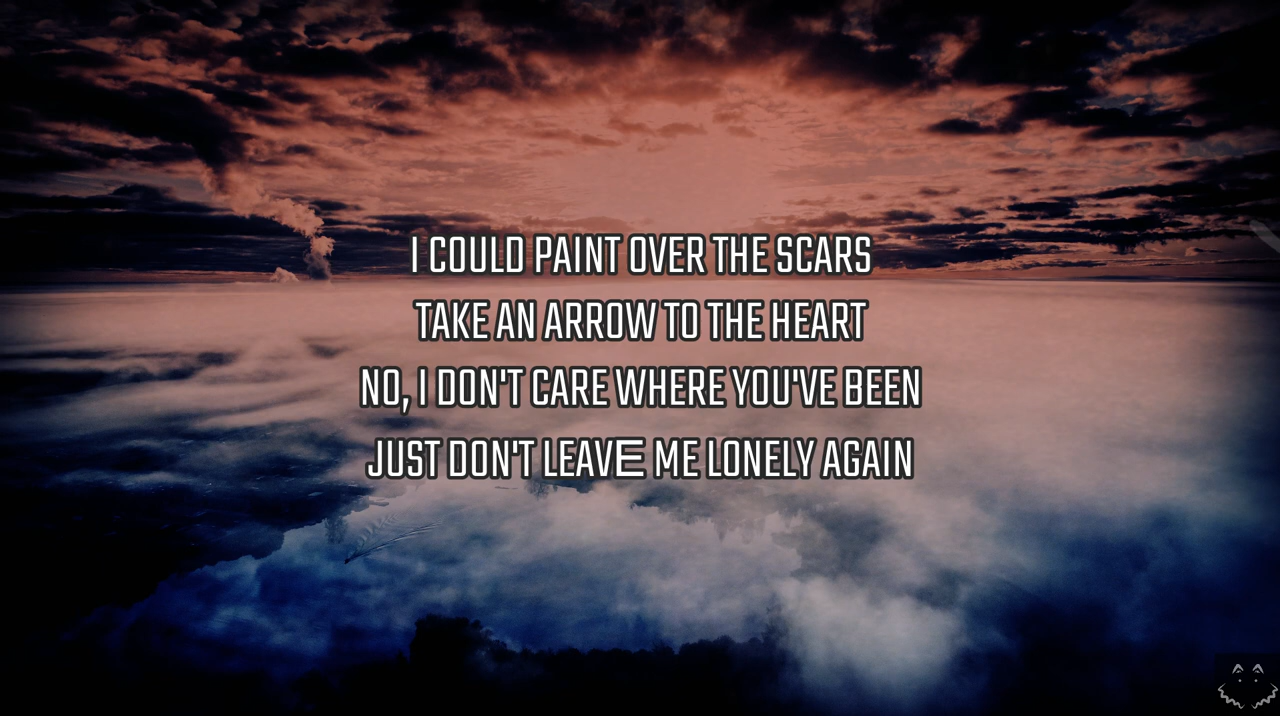 I COULD PAINT OVER THE SCARS
TAKE AN ARROW TO THE HEART
NO, I DON'T CARE WHERE YOU'VE BEEN
JUST DON'T LEAVE ME LONELY AGAIN